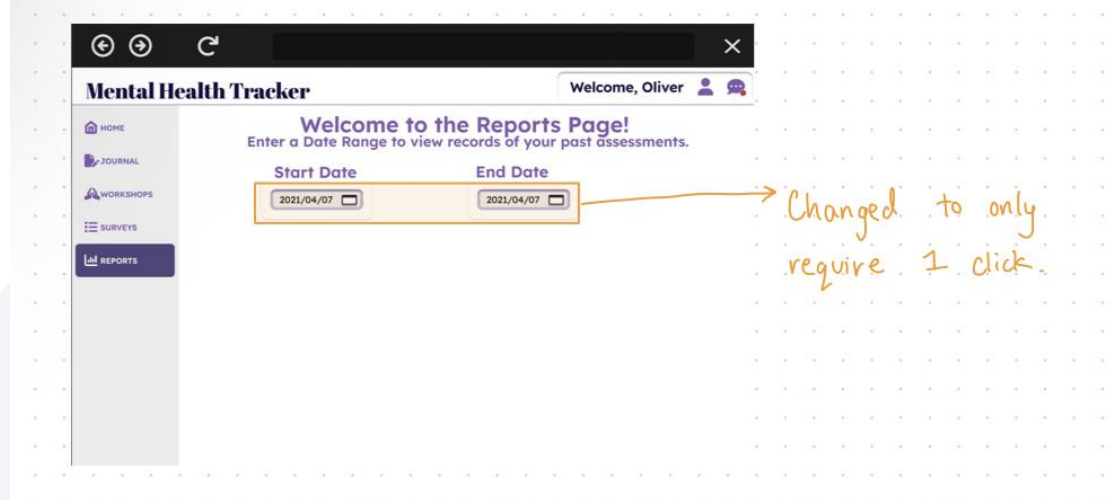 Mental Health Tracker
Welcome, Oliver
HOME
JOURNAL
WORKSHOPS
SURVEYS
REPORTS
Welcome to the Reports Page!
Enter a Date Range to view records of your past assessments.
Start Date
End Date
2021/04/07
2021/04/07
Changed to only
require 1 click.